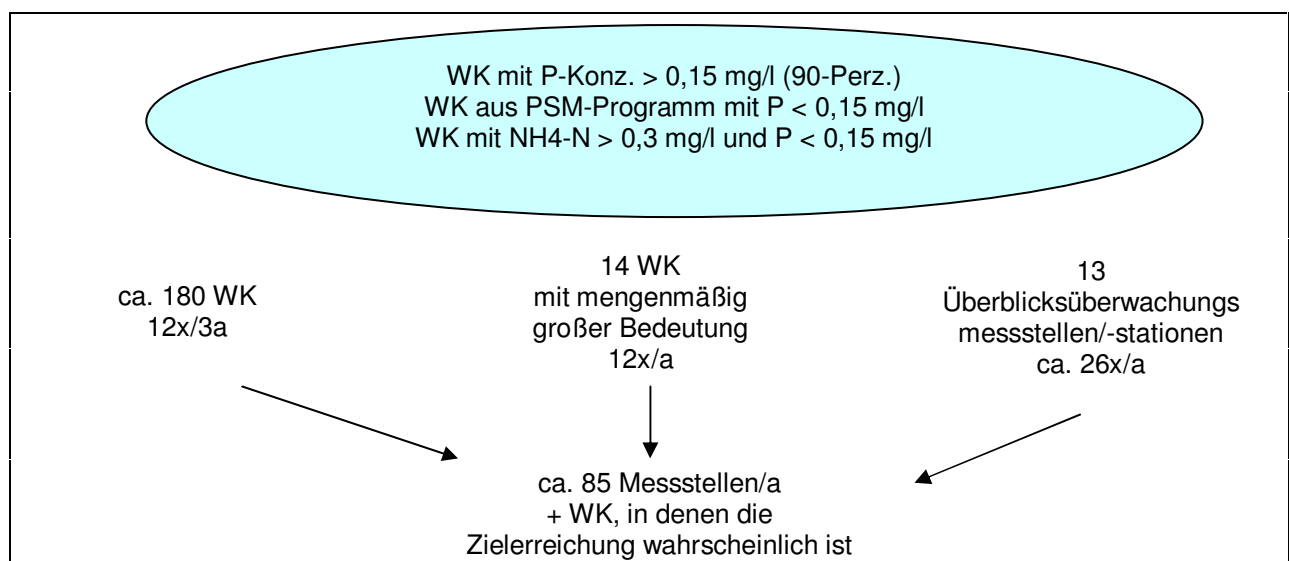 WK mit P-Konz. > 0,15 mg/l (90-Perz.)
WK aus PSM-Programm mit P < 0,15 mg/l
WK mit NH4-N > 0,3 mg/l und P < 0,15 mg/l
ca. 180 WK
12x/3a
14 WK
mit mengenmäßig
großer Bedeutung
12x/a
13
Überblicksüberwachungs
messstellen/-stationen
ca. 26x/a
ca. 85 Messstellen/a
+ WK, in denen die
Zielerreichung wahrscheinlich ist